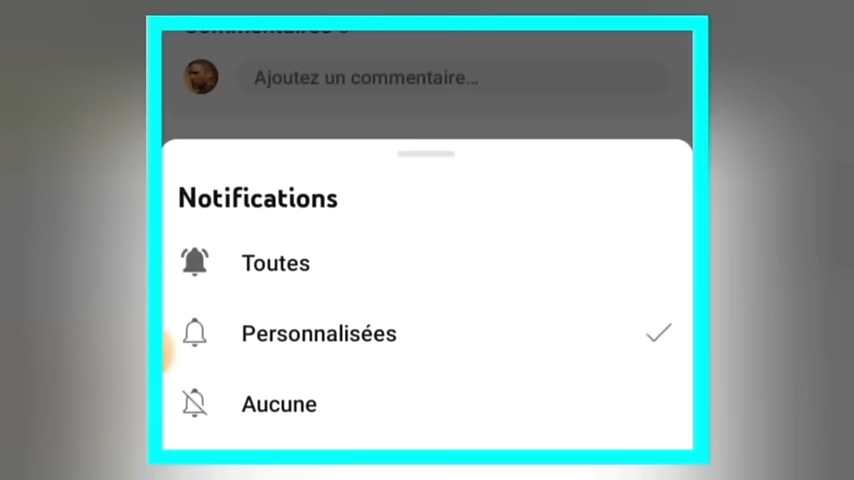 Ajoutez un commentaire...
Notifications
Toutes
Personnalisées
Aucune